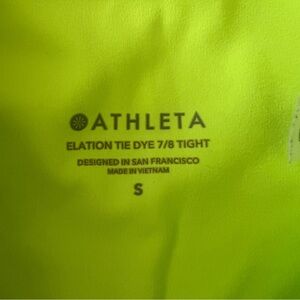 ATHLETA
ELATION TIE DYE 7/8 TIGHT
DESIGNED IN SAN FRANCISCO
MADE IN VIETNAM
S